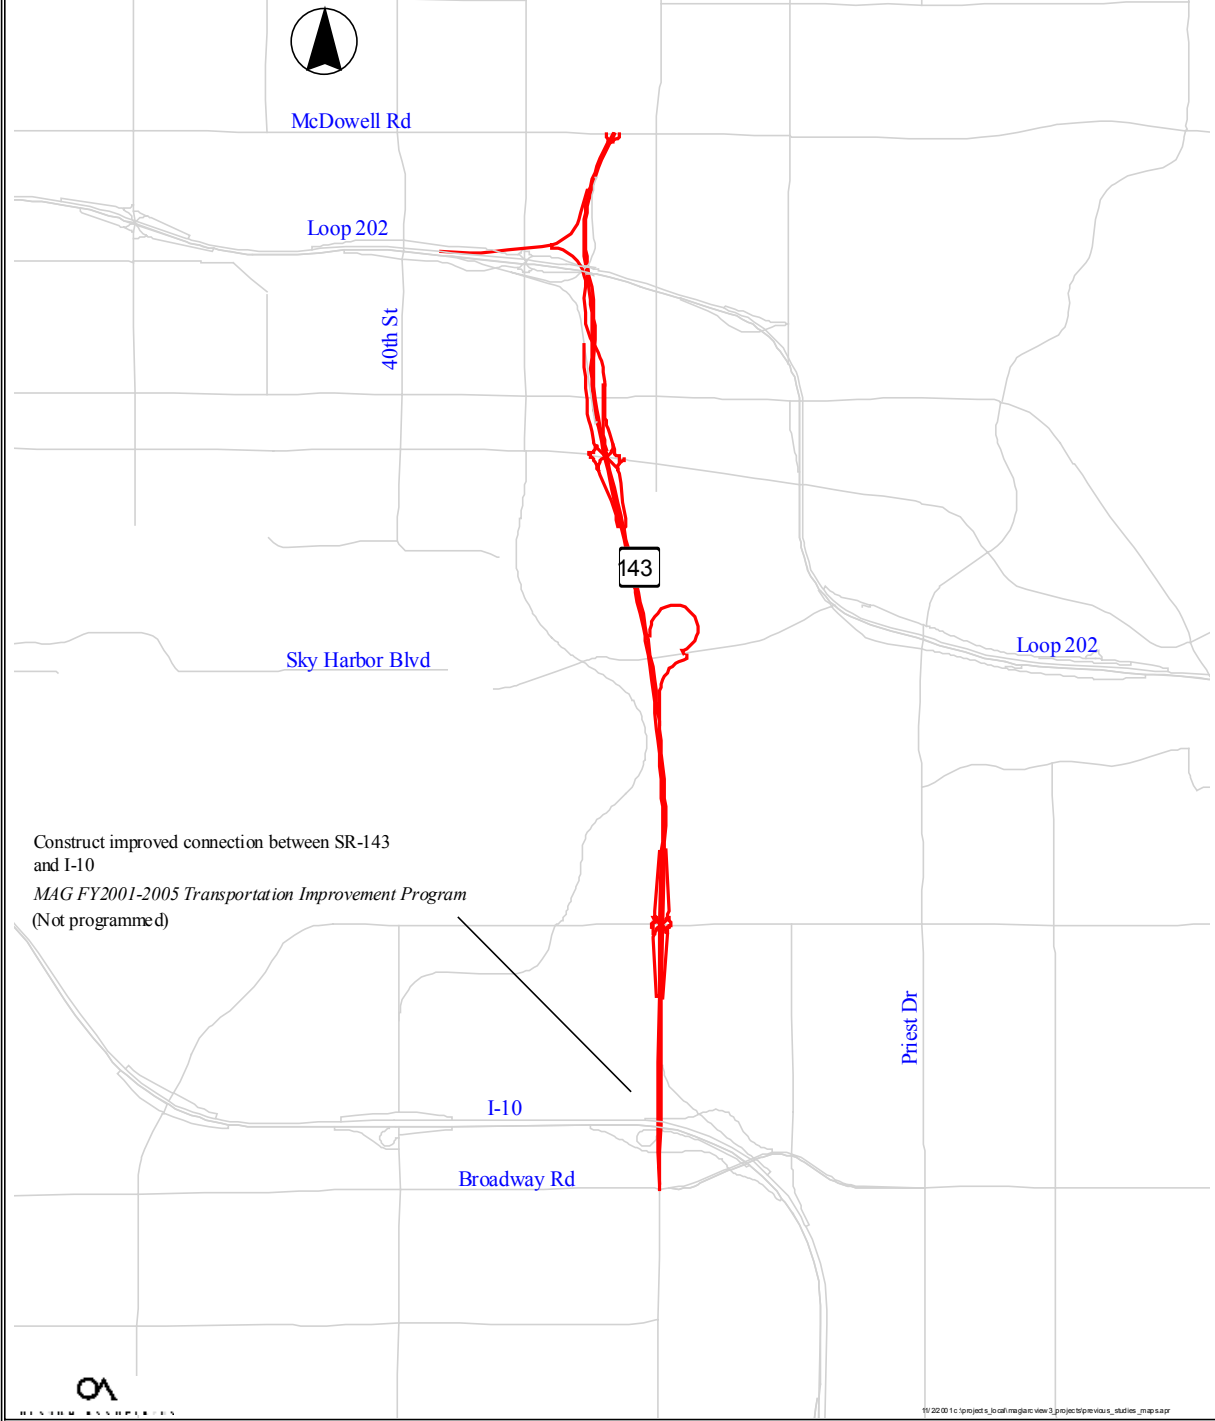 McDowell Rd
Loop 202
40th St
143
Sky Harbor Blvd
Loop 202
Construct improved connection between SR-143
and I-10
MAG FY2001-2005 Transportation Improvement Program
(Not programmed)
Priest Dr
I-10
Broadway Rd
OA